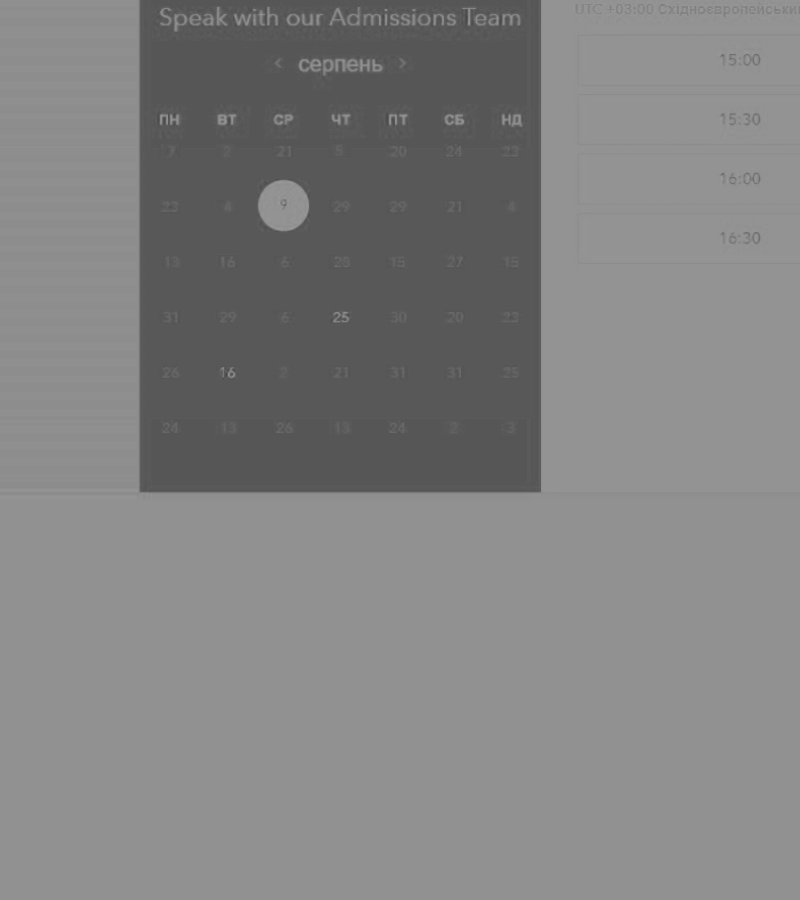 Speak with our Admissions Team
< серпень >
ПН ВТ СР ЧТ ПТ СБ НД
7 2 21 20 24 23
23 4 9 29 29 21 4
13 16 6 28 15 27 15
31 29 6 25 30 20 23
26 16 2 21 31 31 25
24 13 26 13 24 2 3
UTC +03:00 Східноєвропейський
15:00
15:30
16:00
16:30